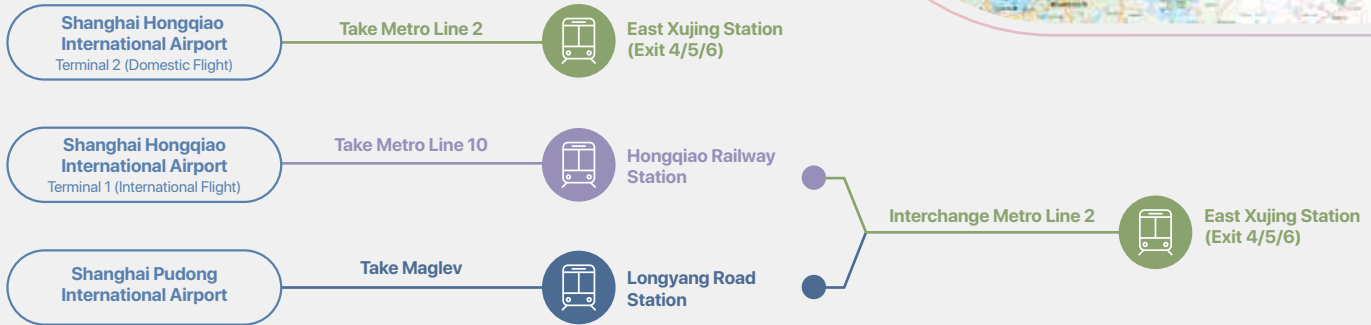 Shanghai Hongqiao
International Airport
Terminal 2 (Domestic Flight)
Take Metro Line 2
East Xujing Station
(Exit 4/5/6)
Shanghai Hongqiao
International Airport
Terminal 1 (International Flight)
Take Metro Line 10
Hongqiao Railway
Station
Shanghai Pudong
International Airport
Take Maglev
Longyang Road
Station
Interchange Metro Line 2
East Xujing Station
(Exit 4/5/6)